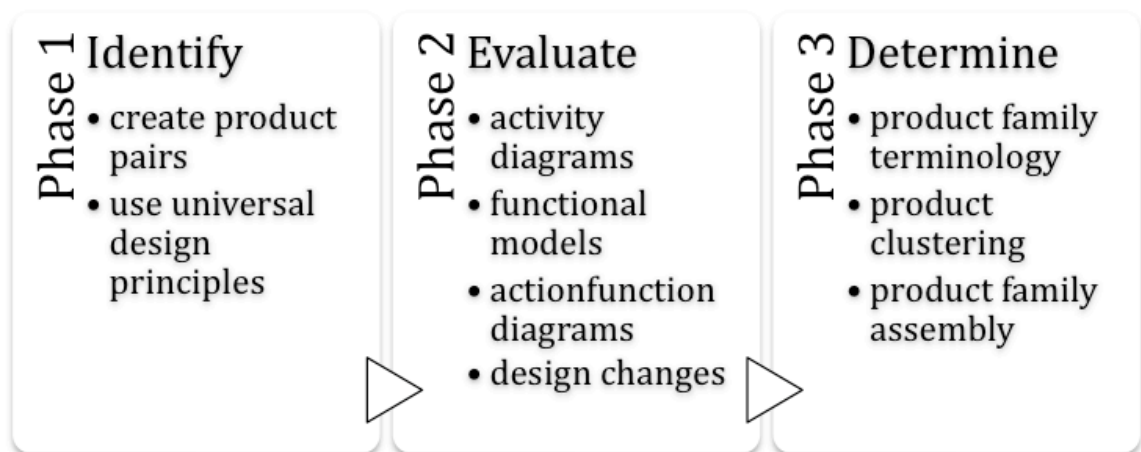 Phase 1
Identify
• create product
pairs
• use universal
design
principles
Phase 2
Evaluate
• activity
diagrams
• functional
models
• actionfunction
diagrams
• design changes
Phase 3
Determine
• product family
terminology
• product
clustering
• product family
assembly